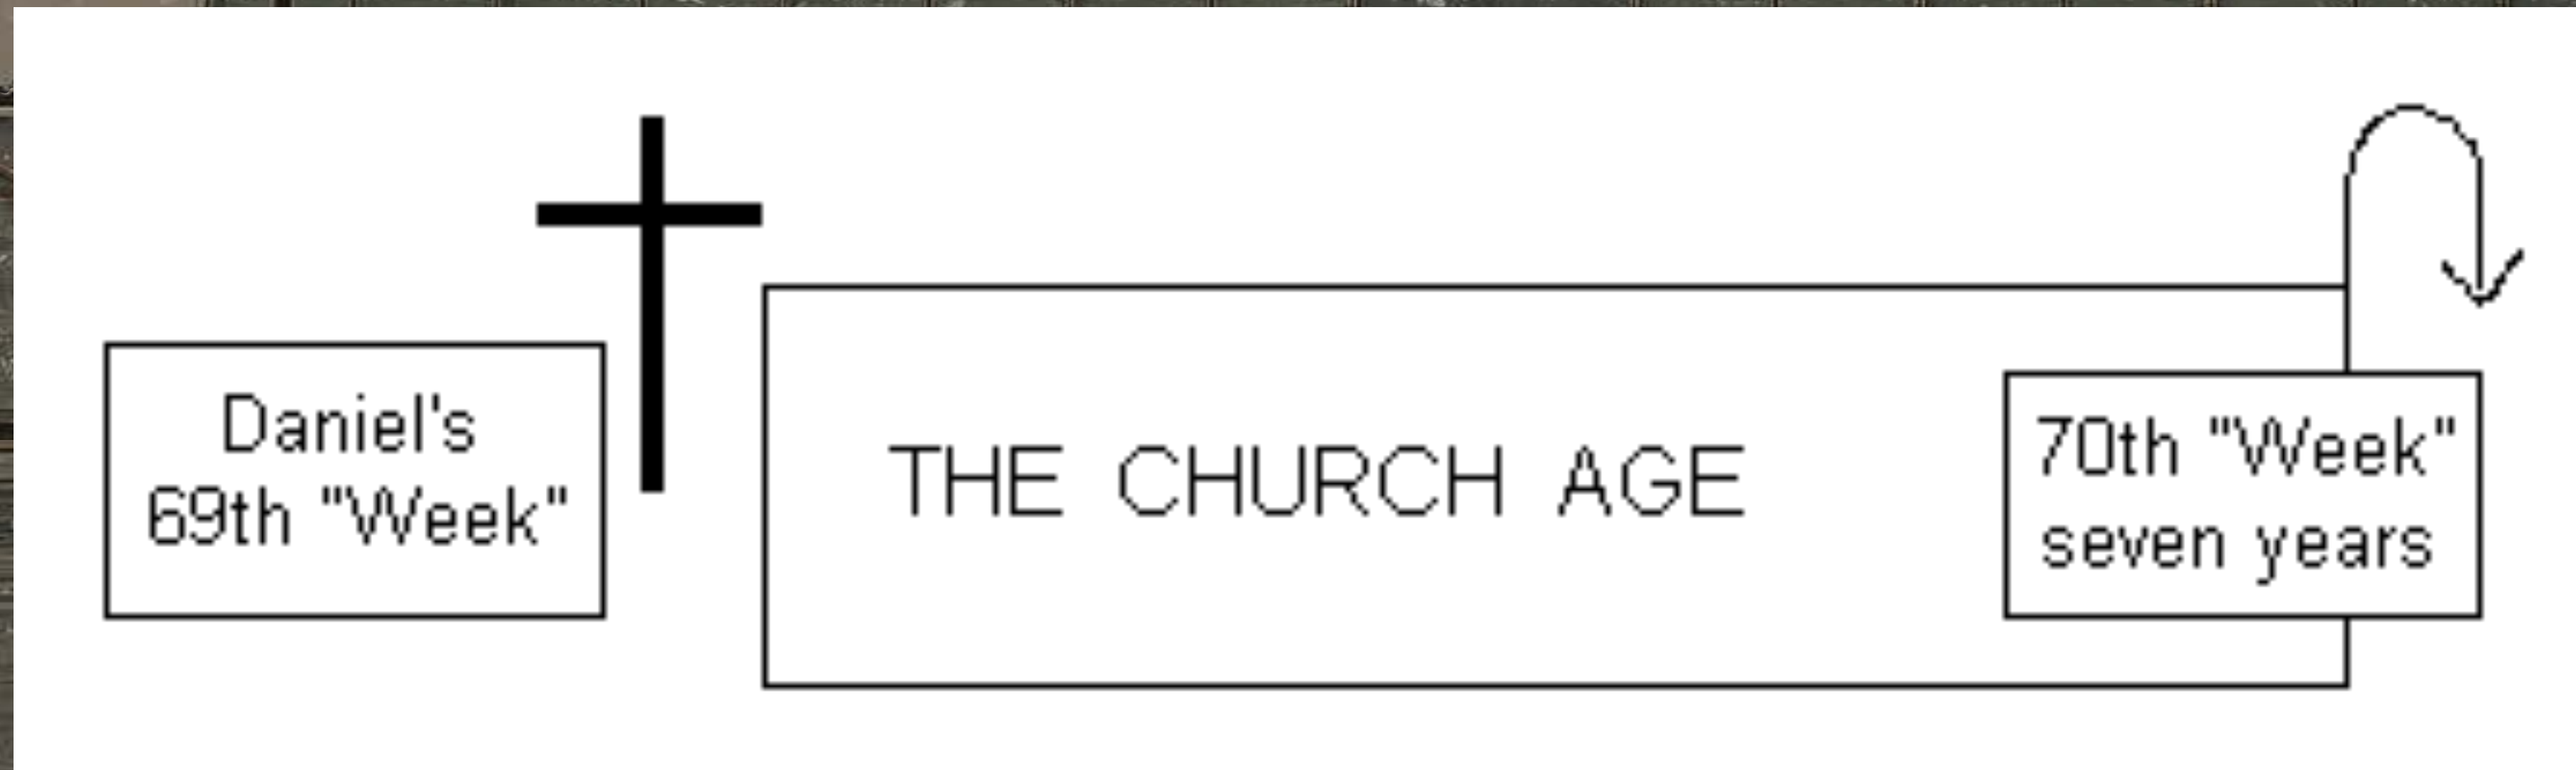 Daniel's
69th "Week"
THE CHURCH AGE
70th "Week"
seven years